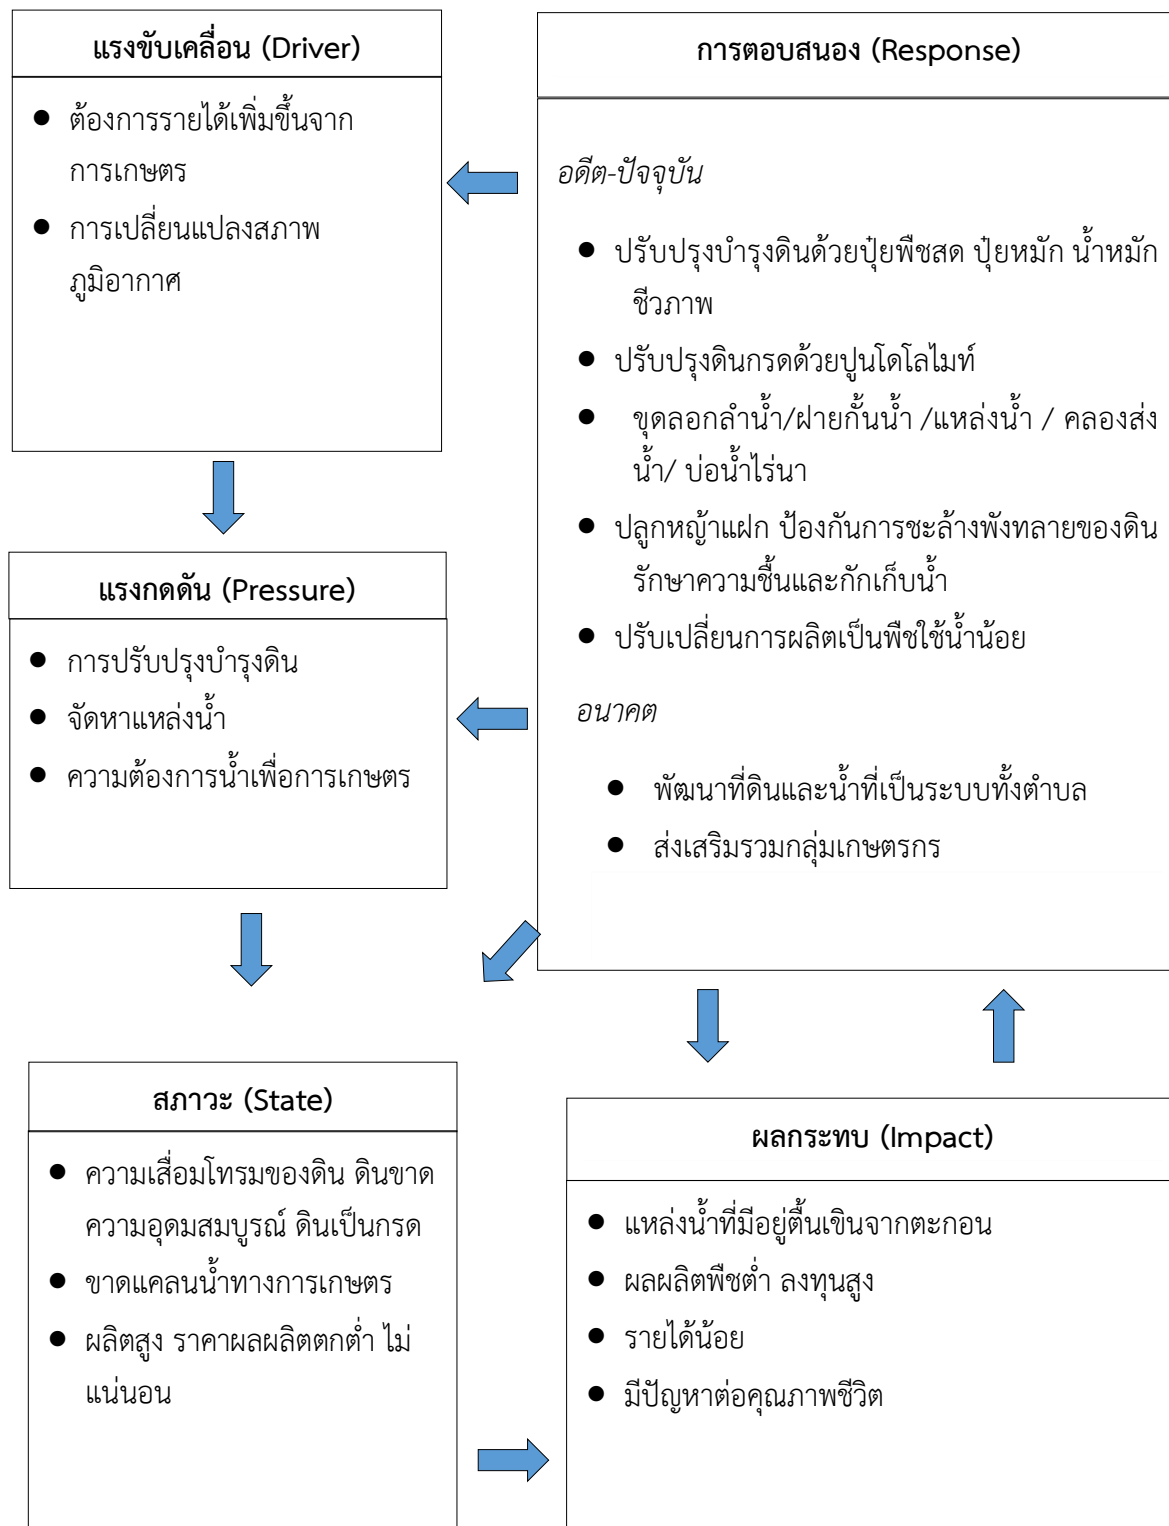 แรงขับเคลื่อน (Driver)
● ต้องการรายได้เพิ่มขึ้นจาก
การเกษตร
● การเปลี่ยนแปลงสภาพ
ภูมิอากาศ
การตอบสนอง (Response)
อดีต-ปัจจุบัน
● ปรับปรุงบำรุงดินด้วยปุ๋ยพืชสด ปุ๋ยหมัก น้ำหมัก
ชีวภาพ
● ปรับปรุงดินกรดด้วยปูนโดโลไมท์
● ขุดลอกลำน้ำ/ฝายกั้นน้ำ /แหล่งน้ำ / คลองส่ง
น้ำ/ บ่อน้ำไร่นา
● ปลูกหญ้าแฝก ป้องกันการชะล้างพังทลายของดิน
รักษาความชื้นและกักเก็บน้ำ
● ปรับเปลี่ยนการผลิตเป็นพืชใช้น้ำน้อย
อนาคต
● พัฒนาที่ดินและน้ำที่เป็นระบบทั้งตำบล
● ส่งเสริมรวมกลุ่มเกษตรกร
แรงกดดัน (Pressure)
● การปรับปรุงบำรุงดิน
● จัดหาแหล่งน้ำ
● ความต้องการน้ำเพื่อการเกษตร
สภาวะ (State)
● ความเสื่อมโทรมของดิน ดินขาด
ความอุดมสมบูรณ์ ดินเป็นกรด
● ขาดแคลนน้ำทางการเกษตร
● ผลิตสูง ราคาผลผลิตตกต่ำ ไม่
แน่นอน
ผลกระทบ (Impact)
● แหล่งน้ำที่มีอยู่ตื้นเขินจากตะกอน
● ผลผลิตพืชต่ำ ลงทุนสูง
● รายได้น้อย
● มีปัญหาต่อคุณภาพชีวิต